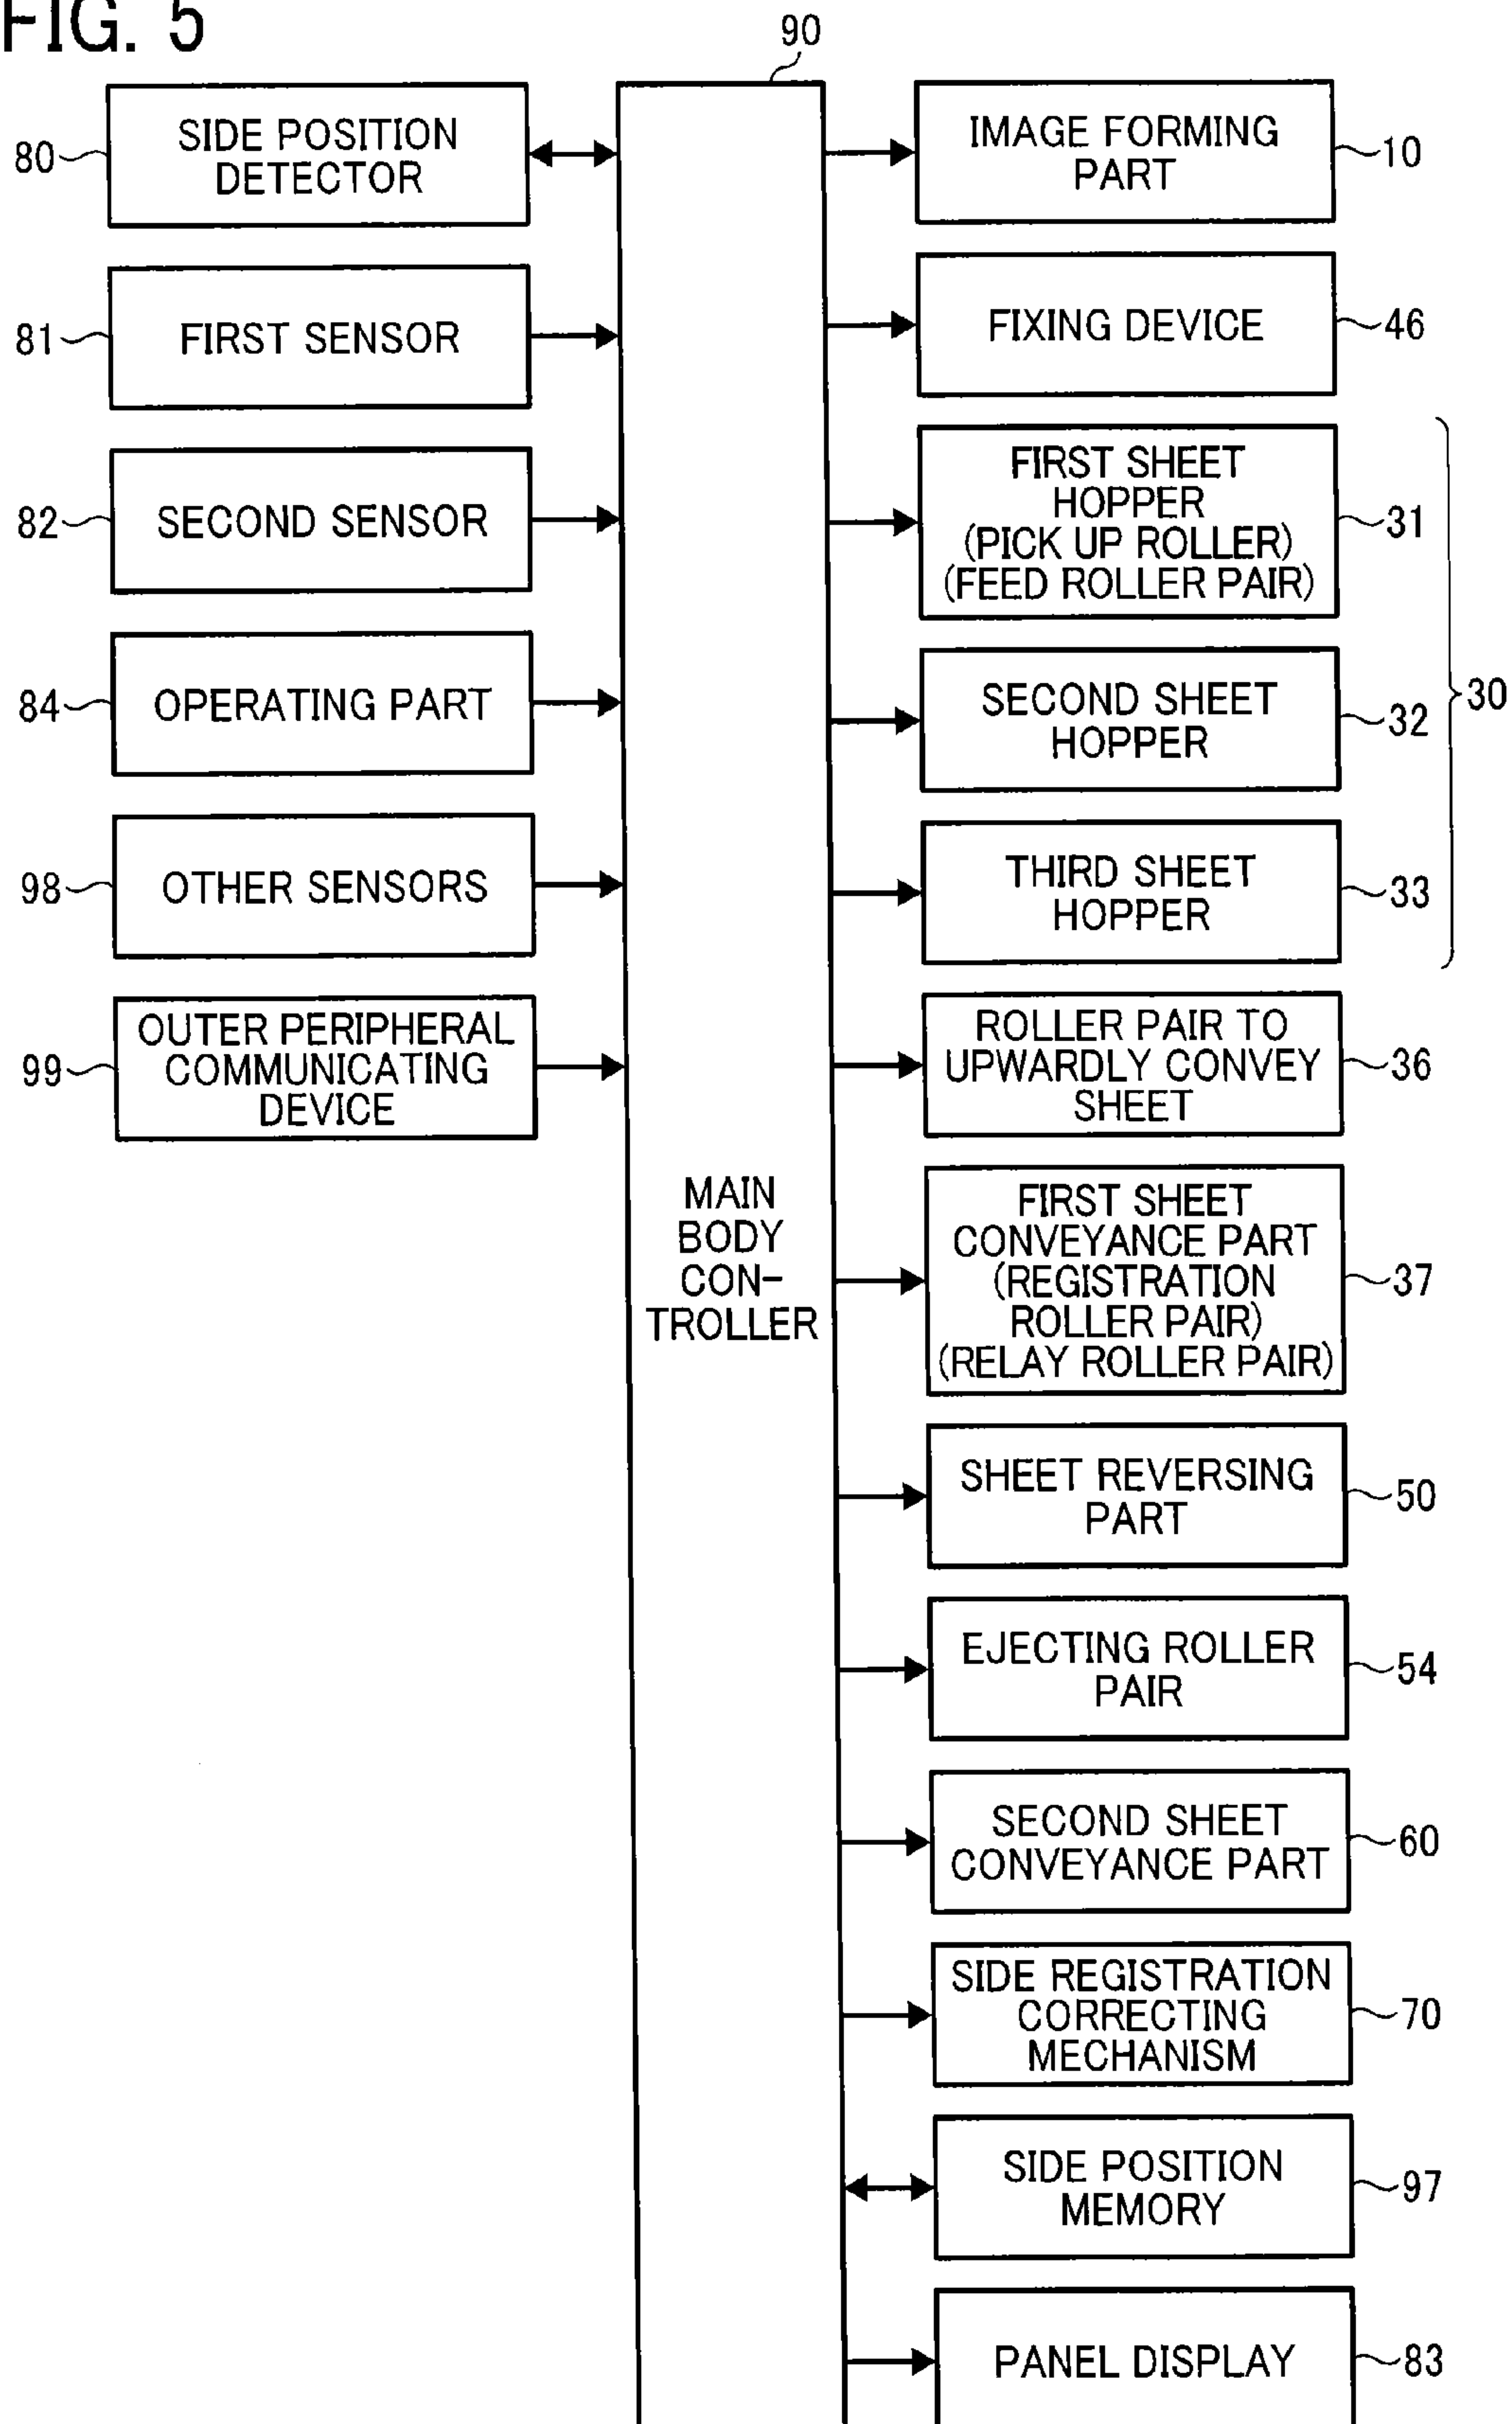 FIG. 5
90
80
SIDE POSITION
DETECTOR
81
FIRST SENSOR
82
SECOND SENSOR
84
OPERATING PART
98
OTHER SENSORS
99
OUTER PERIPHERAL
COMMUNICATING
DEVICE
MAIN
BODY
CON-
TROLLER
IMAGE FORMING
PART
10
FIXING DEVICE
46
FIRST SHEET
HOPPER
(PICK UP ROLLER)
(FEED ROLLER PAIR)
31
SECOND SHEET
HOPPER
32
30
THIRD SHEET
HOPPER
33
ROLLER PAIR TO
UPWARDLY CONVEY
SHEET
36
FIRST SHEET
CONVEYANCE PART
(REGISTRATION
ROLLER PAIR)
(RELAY ROLLER PAIR)
37
SHEET REVERSING
PART
50
EJECTING ROLLER
PAIR
54
SECOND SHEET
CONVEYANCE PART
60
SIDE REGISTRATION
CORRECTING
MECHANISM
70
SIDE POSITION
MEMORY
97
PANEL DISPLAY
83